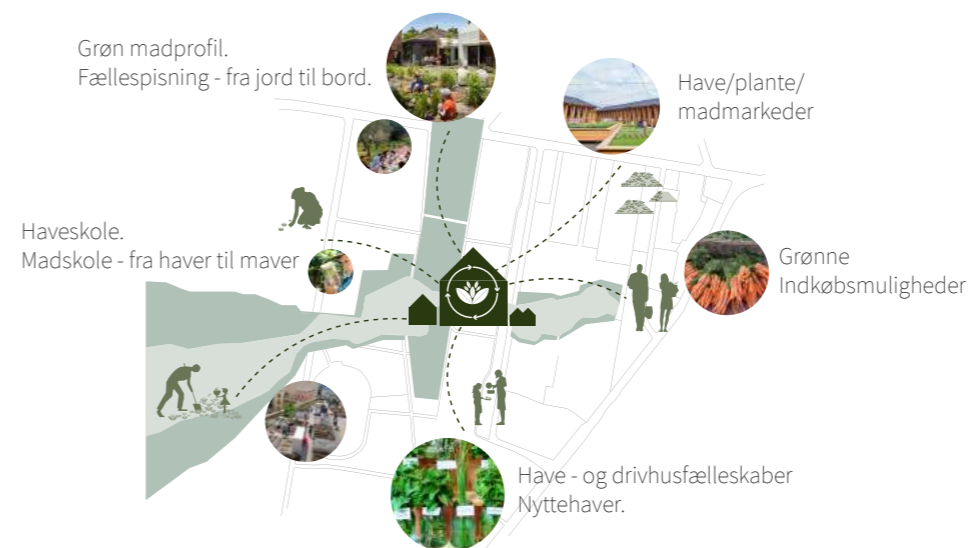 Grøn madprofil.
Fællespisning - fra jord til bord.
Have/plante/
madmarkeder
Haveskole.
Madskole - fra haver til maver
Grønne
Indkøbsmuligheder
Have - og drivhusfælleskaber
Nyttehaver.